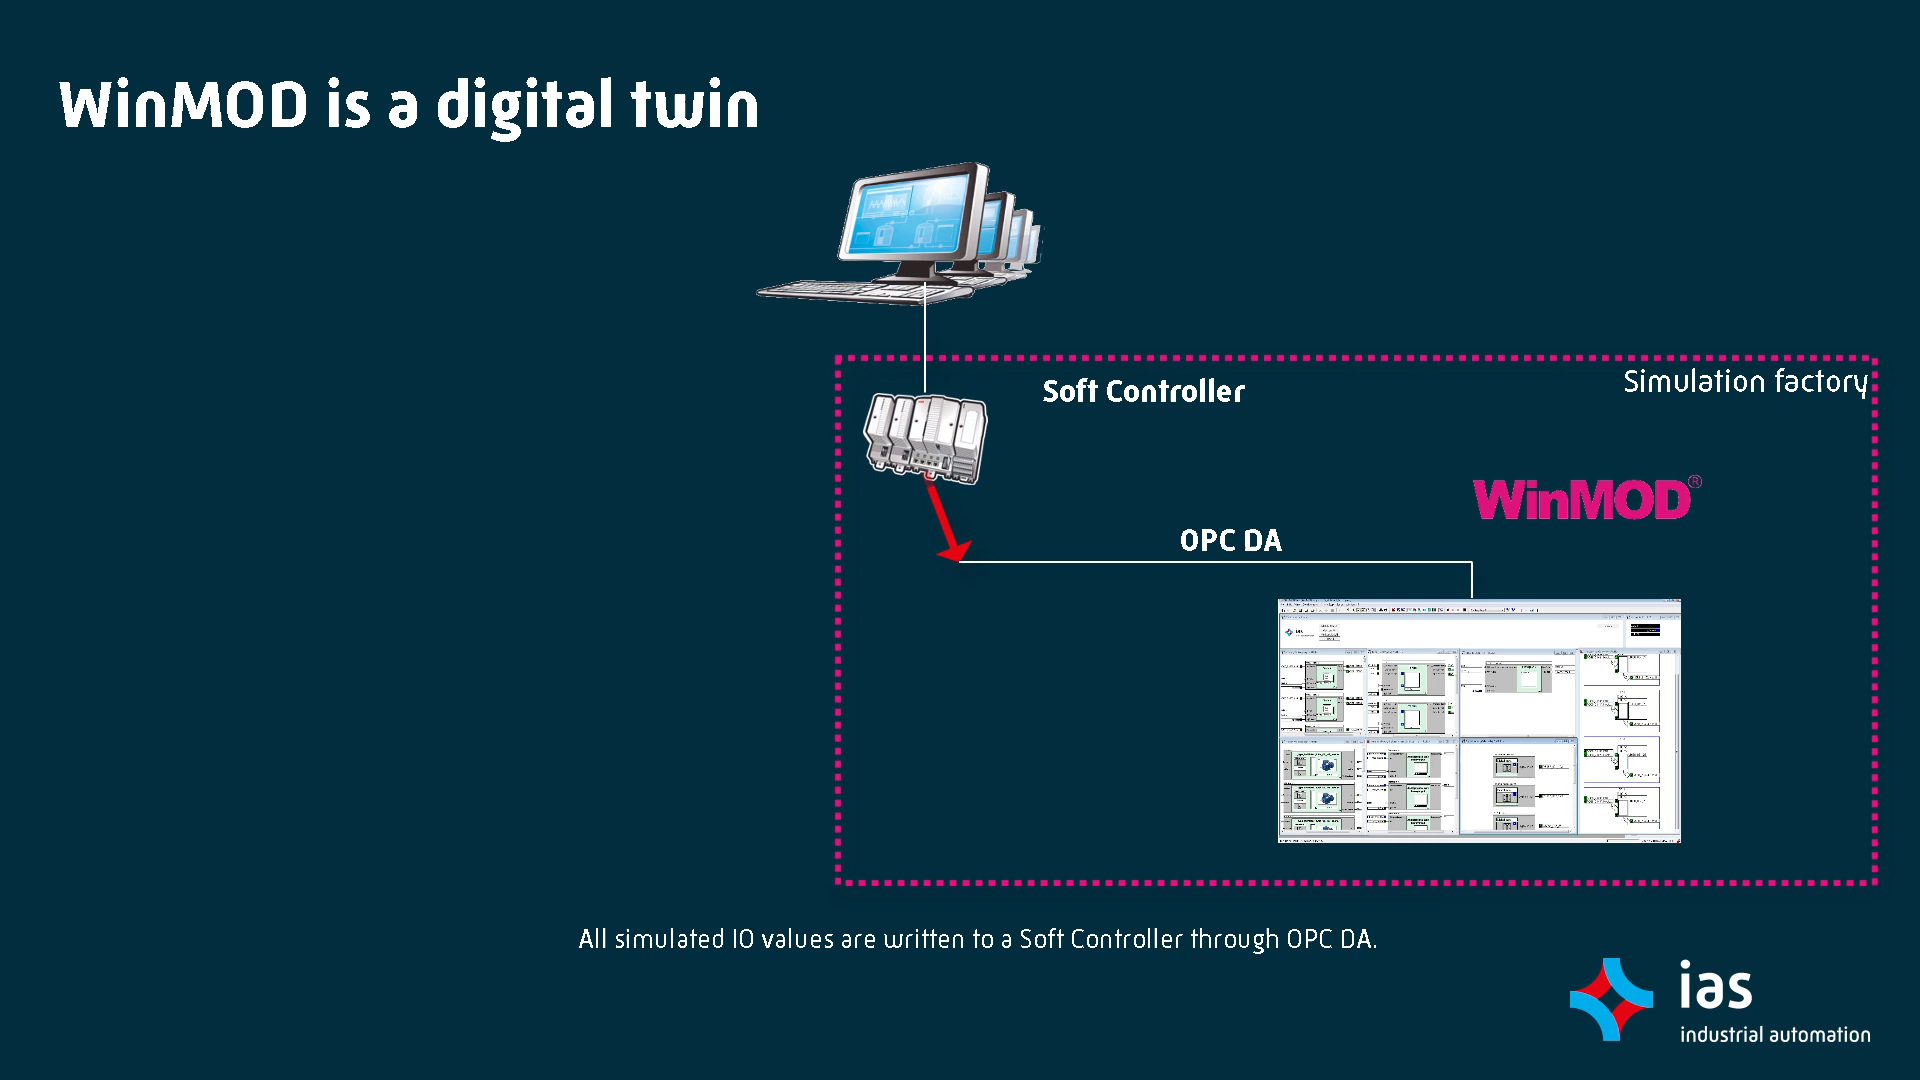 WinMOD is a digital twin
Soft Controller
Simulation factory
WinMOD®
OPC DA
All simulated IO values are written to a Soft Controller through OPC DA.
ias
industrial automation